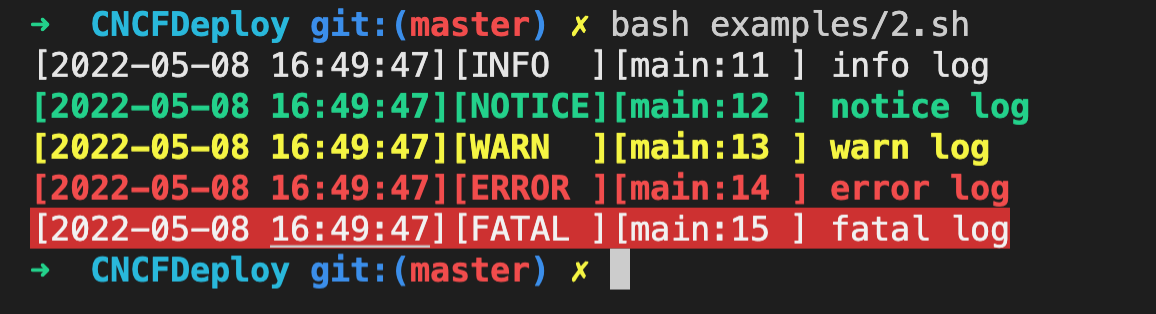 ➜  CNCFDeploy git:(master) ✗ bash examples/2.sh
[2022-05-08 16:49:47][INFO  ][main:11 ] info log
[2022-05-08 16:49:47][NOTICE][main:12 ] notice log
[2022-05-08 16:49:47][WARN  ][main:13 ] warn log
[2022-05-08 16:49:47][ERROR ][main:14 ] error log
[2022-05-08 16:49:47][FATAL ][main:15 ] fatal log
➜  CNCFDeploy git:(master) ✗